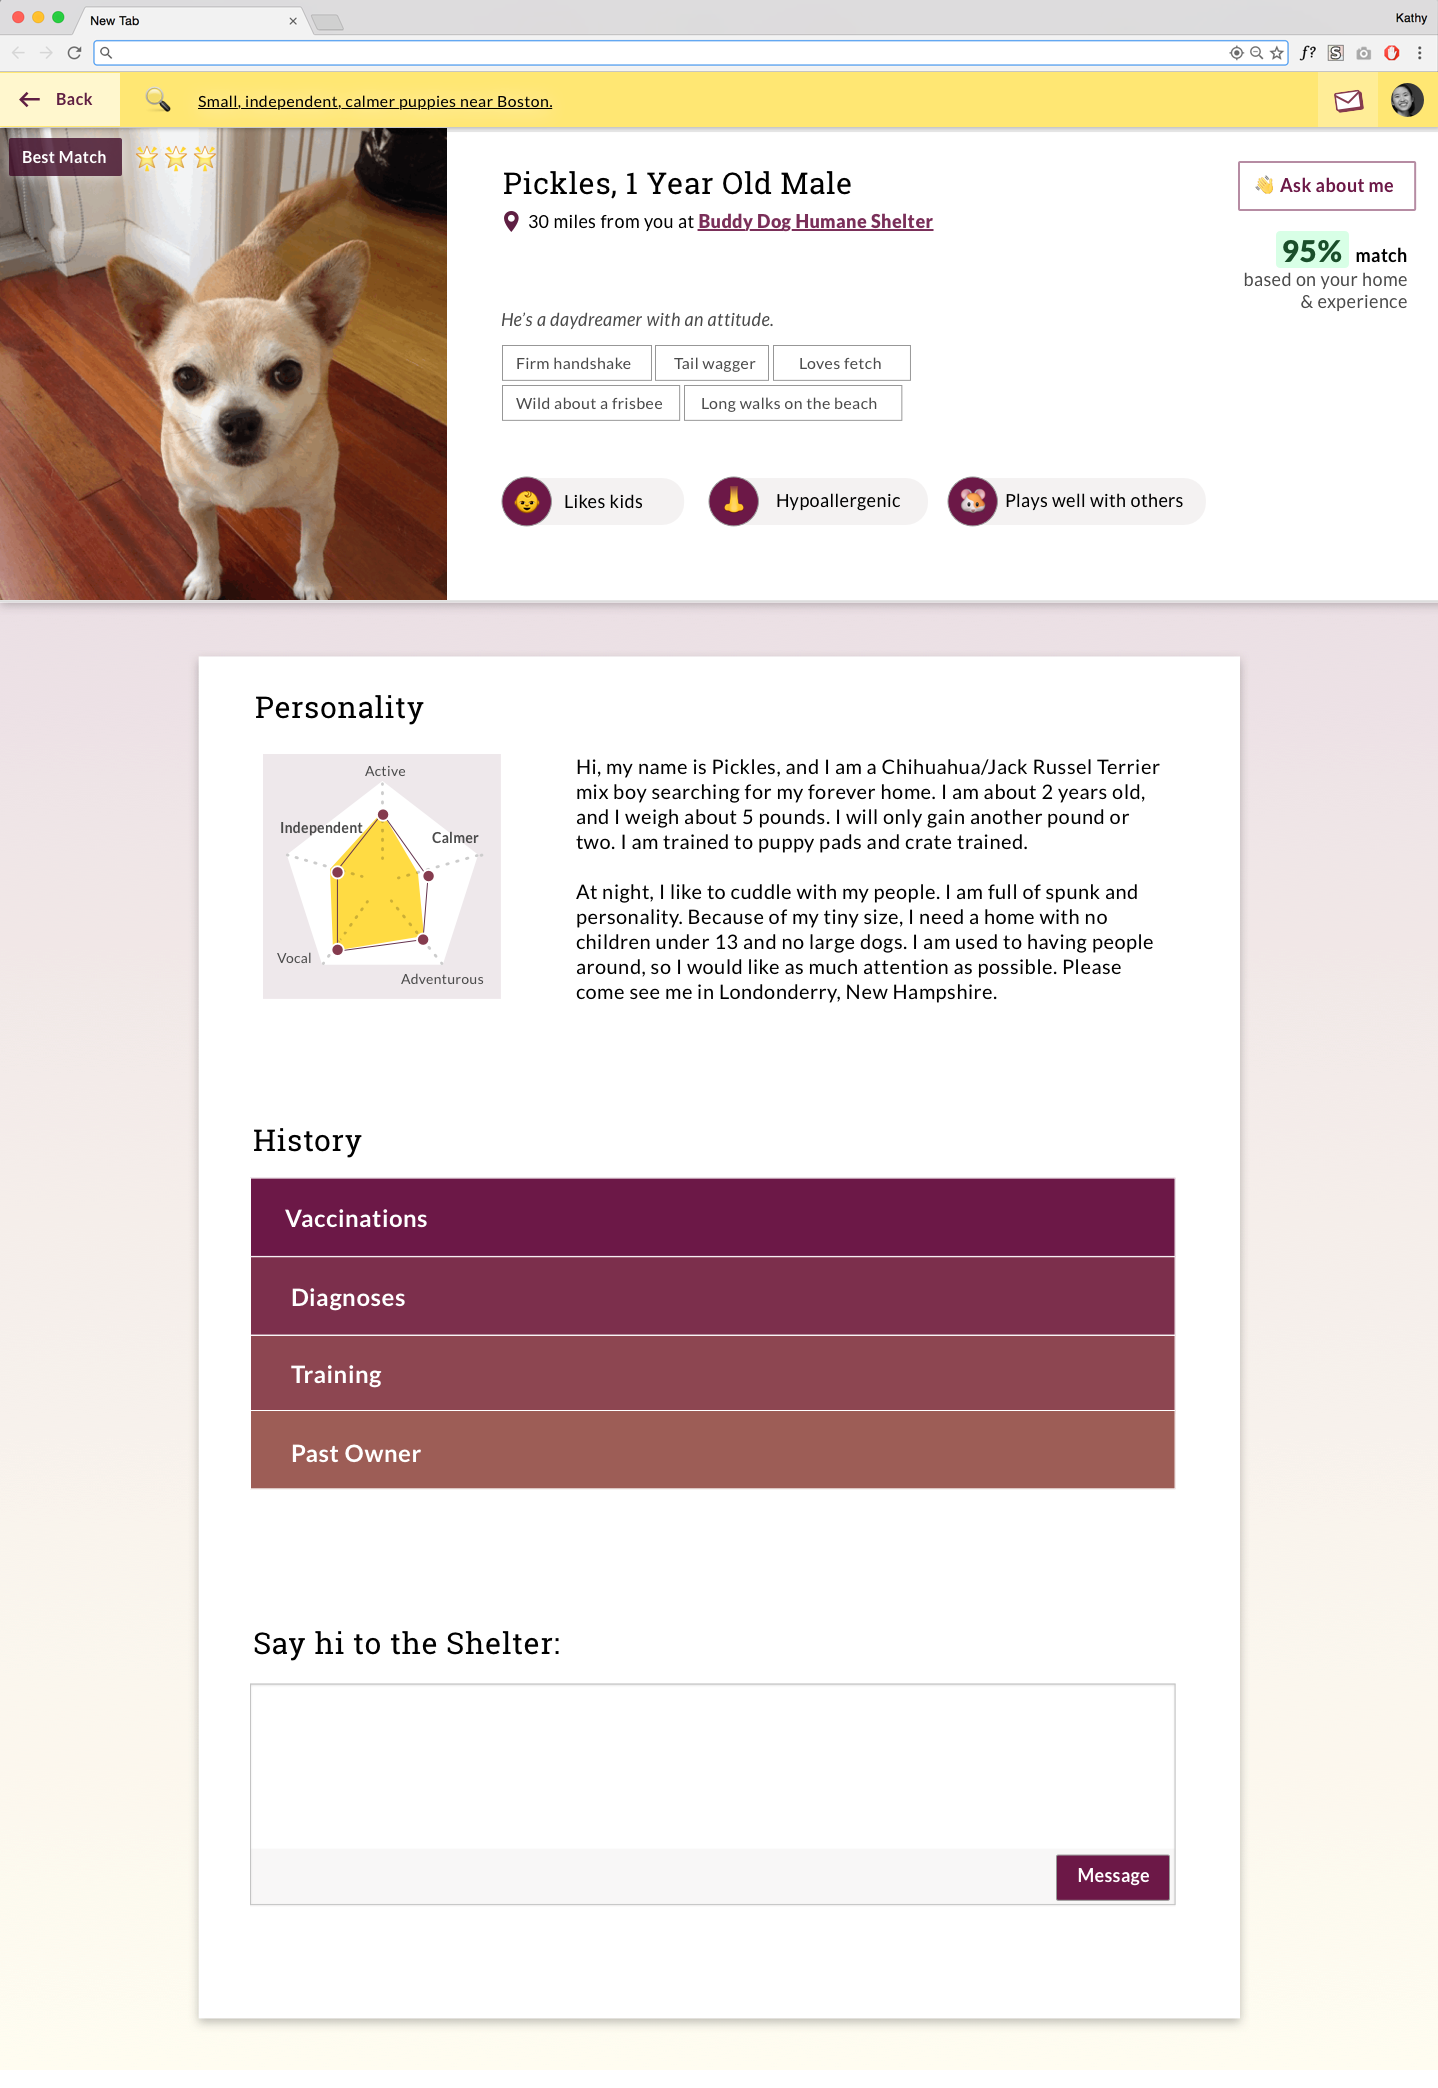 New Tab
Kathy
f?
S
Back
Small, independent, calmer puppies near Boston.
Best Match
Pickles, 1 Year Old Male
30 miles from you at Buddy Dog Humane Shelter
Ask about me
95% match
based on your home
& experience
He's a daydreamer with an attitude.
Firm handshake
Tail wagger
Loves fetch
Wild about a frisbee
Long walks on the beach
Likes kids
Hypoallergenic
Plays well with others
Personality
Active
Independent
Calmer
Vocal
Adventurous
Hi, my name is Pickles, and I am a Chihuahua/Jack Russel Terrier
mix boy searching for my forever home. I am about 2 years old,
and I weigh about 5 pounds. I will only gain another pound or
two. I am trained to puppy pads and crate trained.
At night, I like to cuddle with my people. I am full of spunk and
personality. Because of my tiny size, I need a home with no
children under 13 and no large dogs. I am used to having people
around, so I would like as much attention as possible. Please
come see me in Londonderry, New Hampshire.
History
Vaccinations
Diagnoses
Training
Past Owner
Say hi to the Shelter:
Message